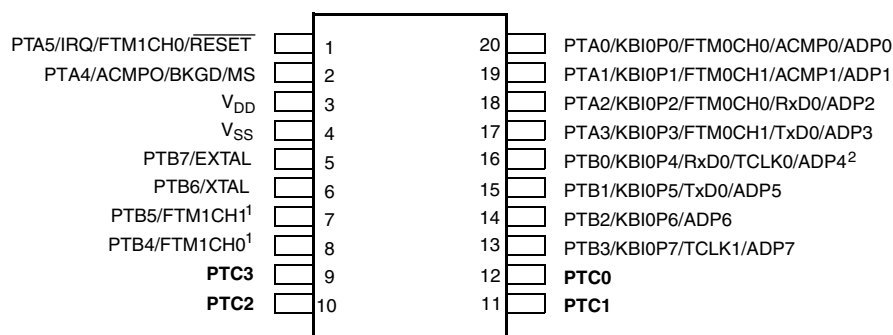 PTA5/IRQ/FTM1CH0/RESET 1 20 PTA0/KBI0P0/FTM0CH0/ACMP0/ADP0
PTA4/ACMPO/BKGD/MS 2 19 PTA1/KBI0P1/FTM0CH1/ACMP1/ADP1
VDD 3 18 PTA2/KBI0P2/FTM0CH0/RxD0/ADP2
VSS 4 17 PTA3/KBI0P3/FTM0CH1/TxD0/ADP3
PTB7/EXTAL 5 16 PTB0/KBI0P4/RxD0/TCLK0/ADP4²
PTB6/XTAL 6 15 PTB1/KBI0P5/TxD0/ADP5
PTB5/FTM1CH1¹ 7 14 PTB2/KBI0P6/ADP6
PTB4/FTM1CH0¹ 8 13 PTB3/KBI0P7/TCLK1/ADP7
PTC3 9 12 PTC0
PTC2 10 11 PTC1